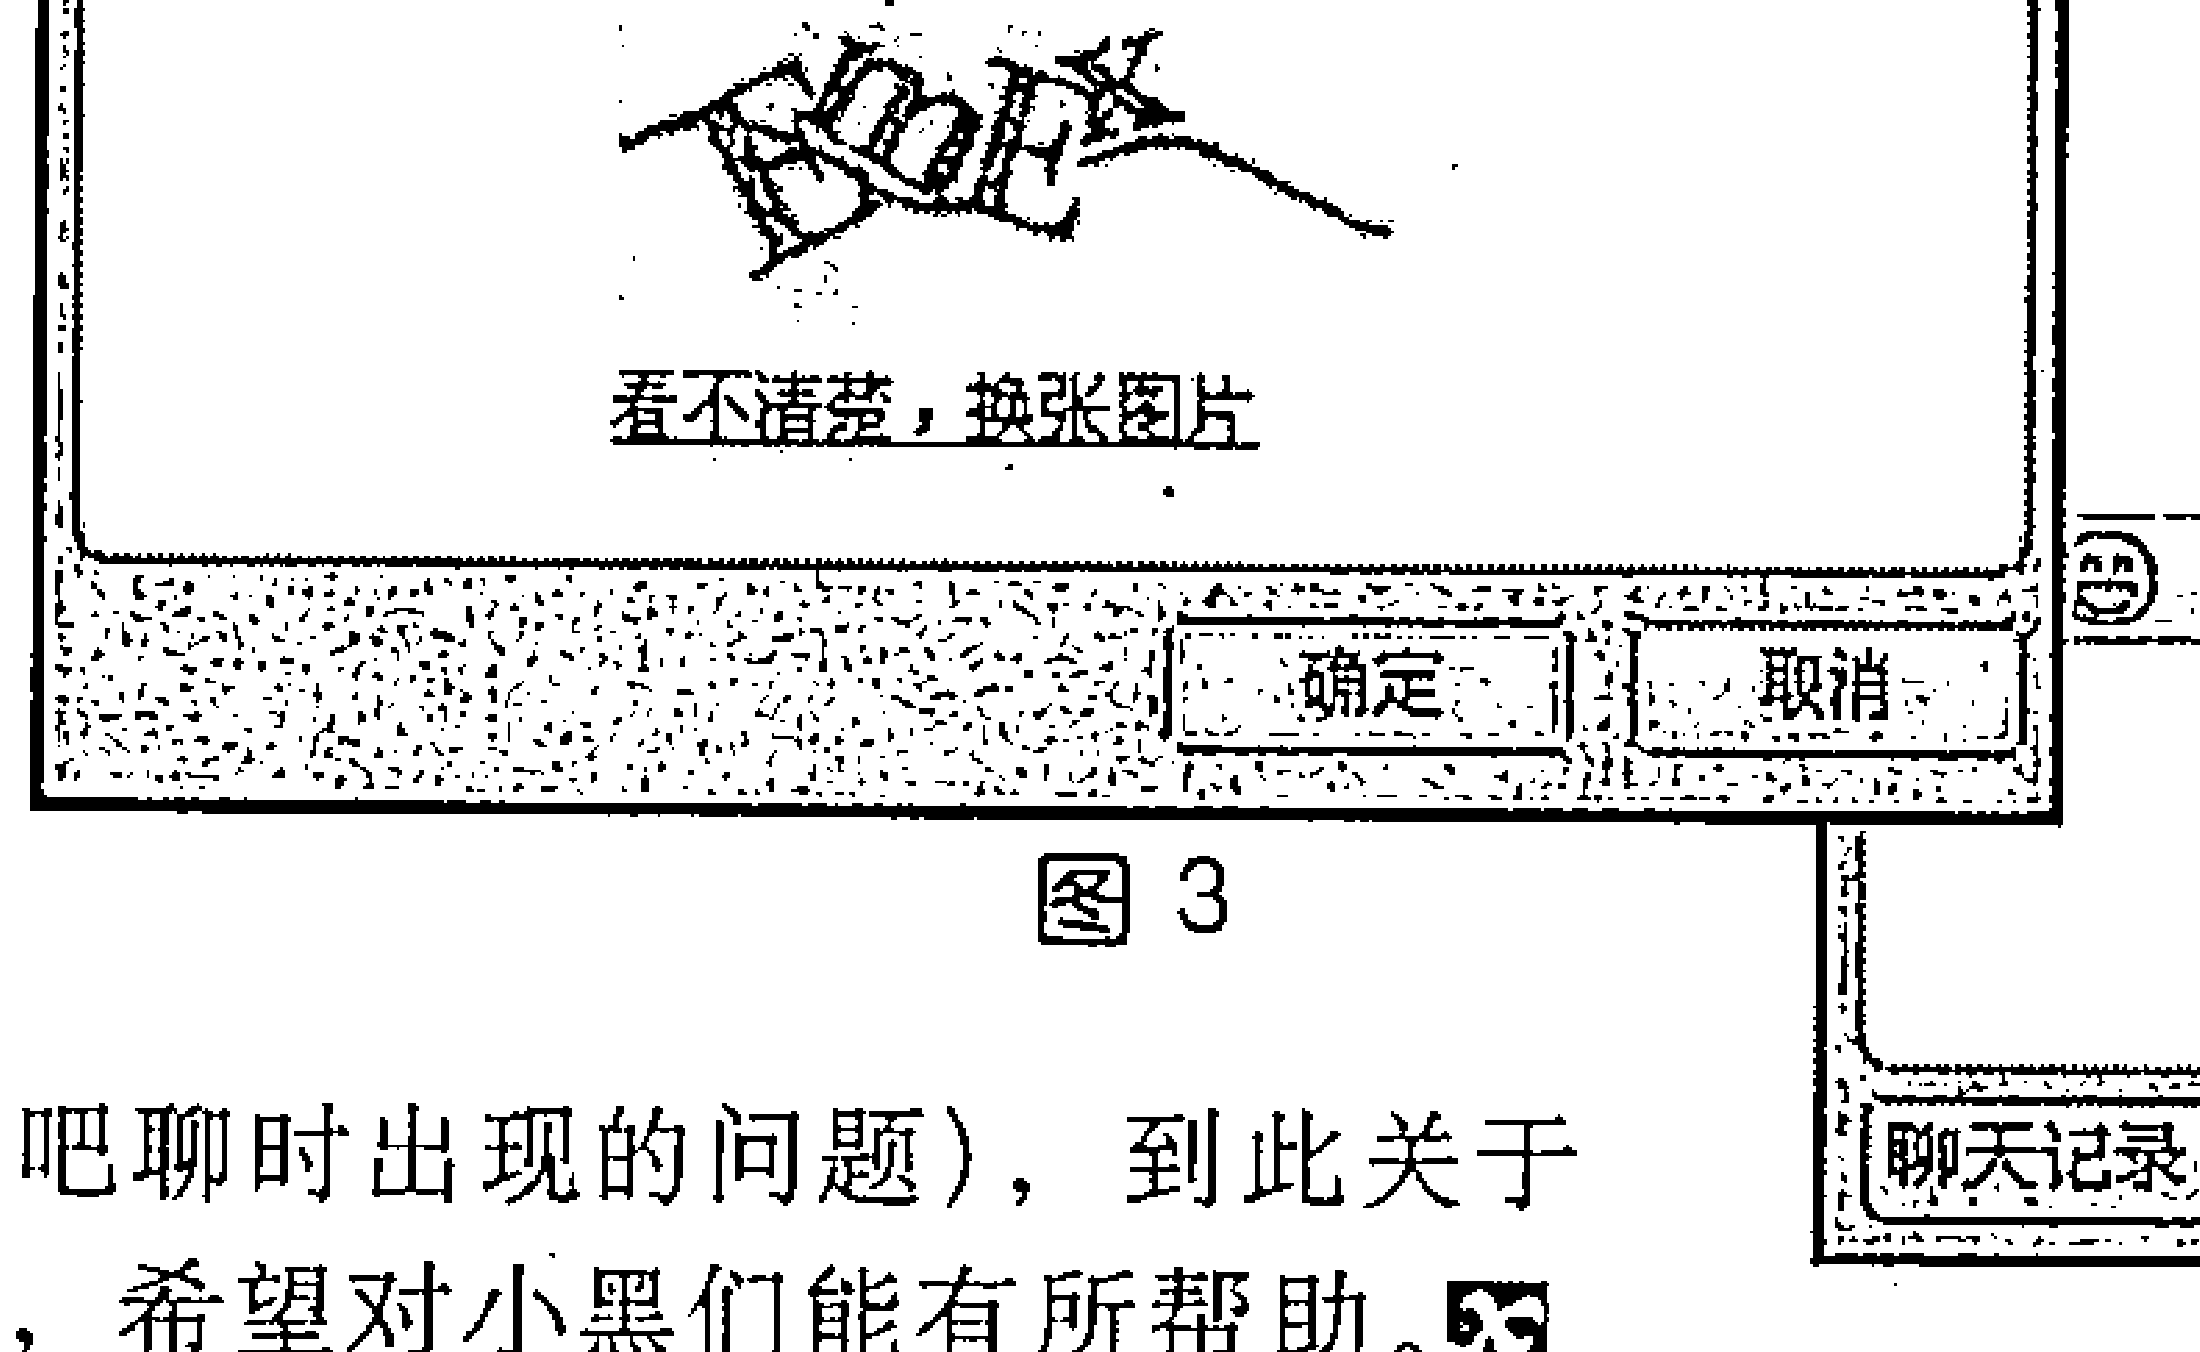 看不清楚，换张图片
确定 取消
图 3
聊天记录
吧聊时出现的问题)，到此关于
，希望对小黑们能有所帮助。